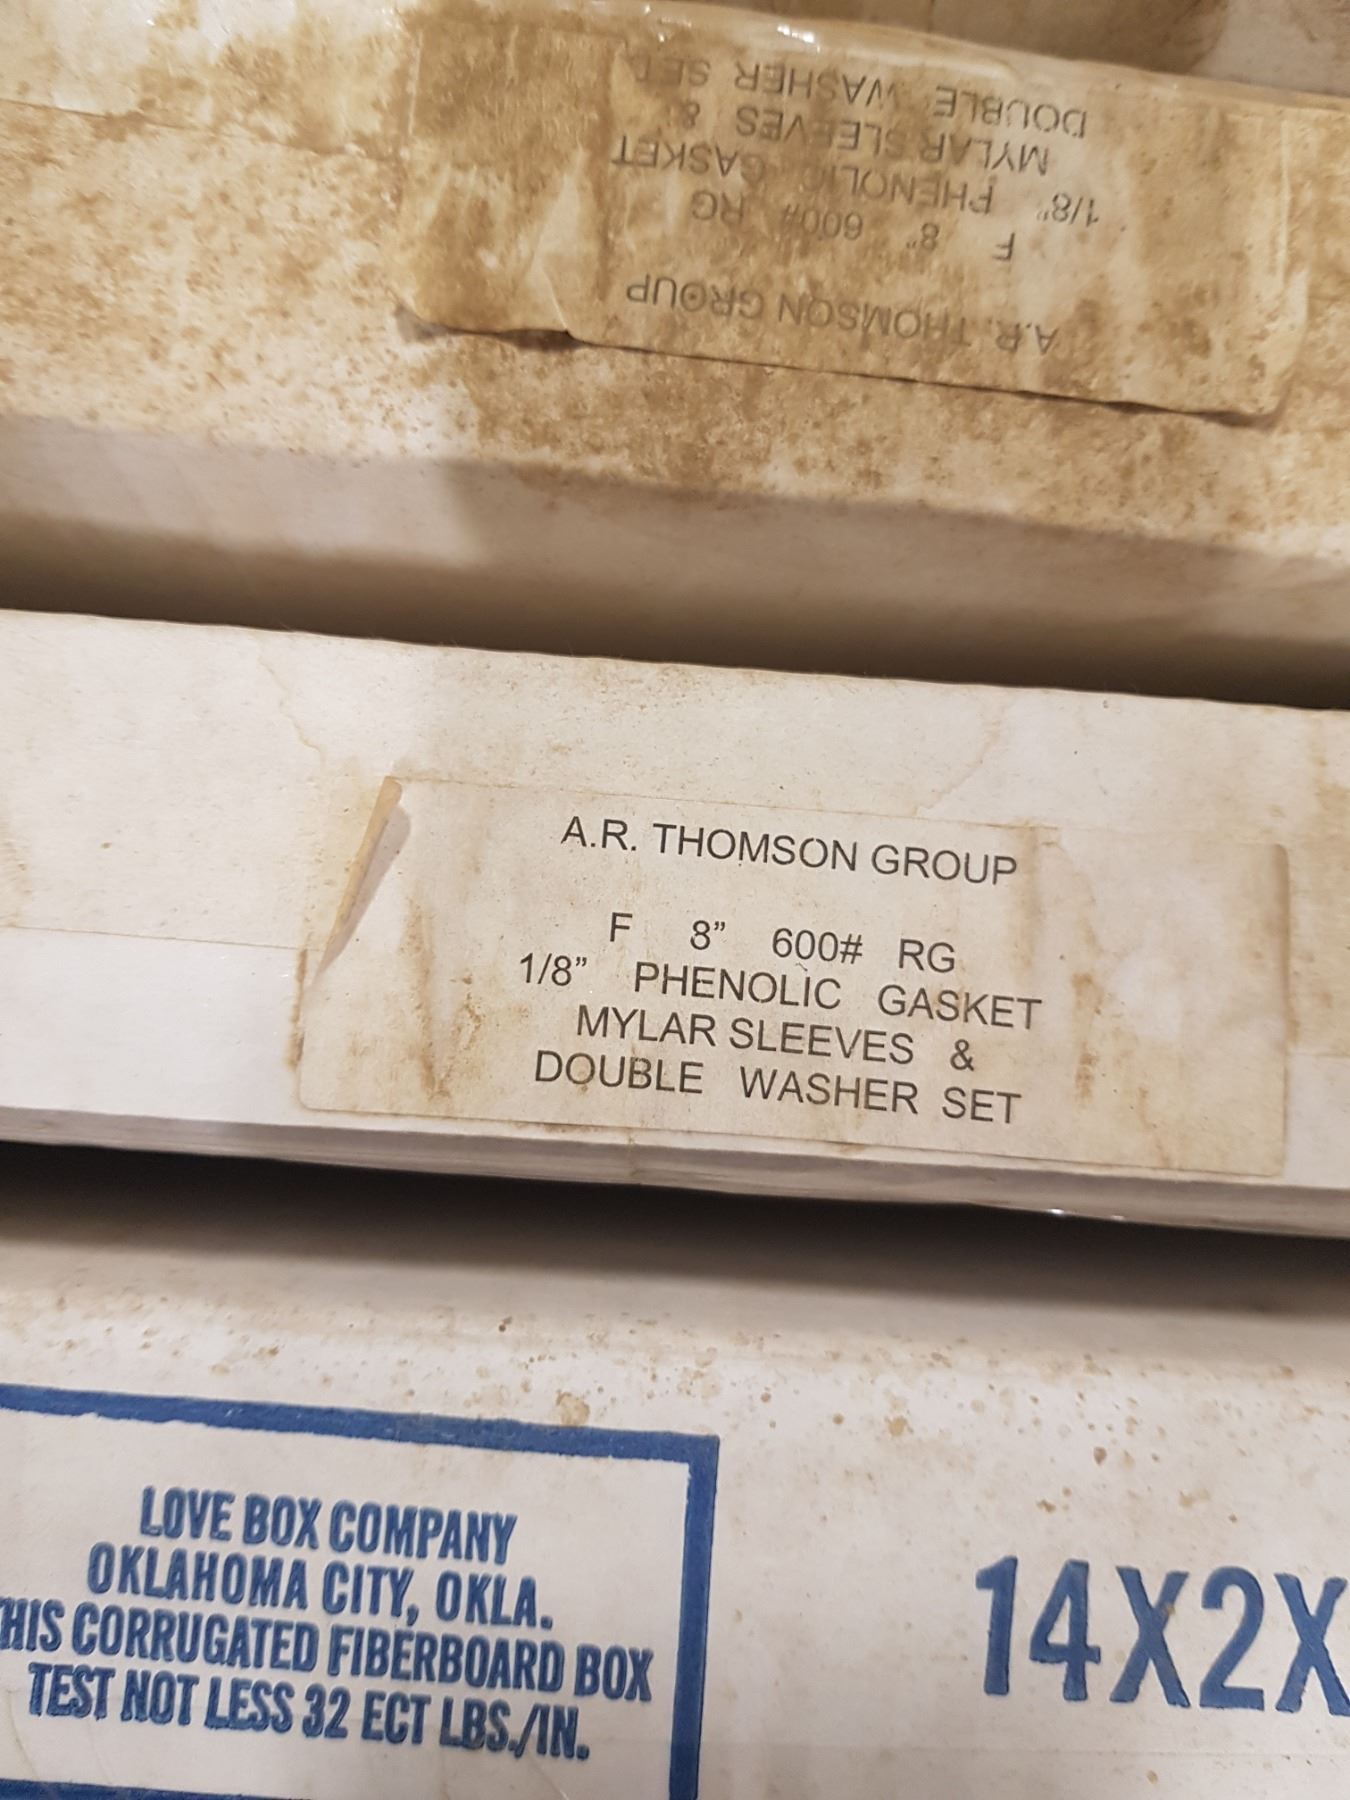 A.R. THOMSON GROUP
F 8" 600# RG
1/8" PHENOLIC GASKET
MYLAR SLEEVES &
DOUBLE WASHER SET
A.R. THOMSON GROUP
F 8” 600# RG
1/8” PHENOLIC GASKET
MYLAR SLEEVES &
DOUBLE WASHER SET
LOVE BOX COMPANY
OKLAHOMA CITY, OKLA.
HIS CORRUGATED FIBERBOARD BOX
TEST NOT LESS 32 ECT LBS./IN.
14X2X